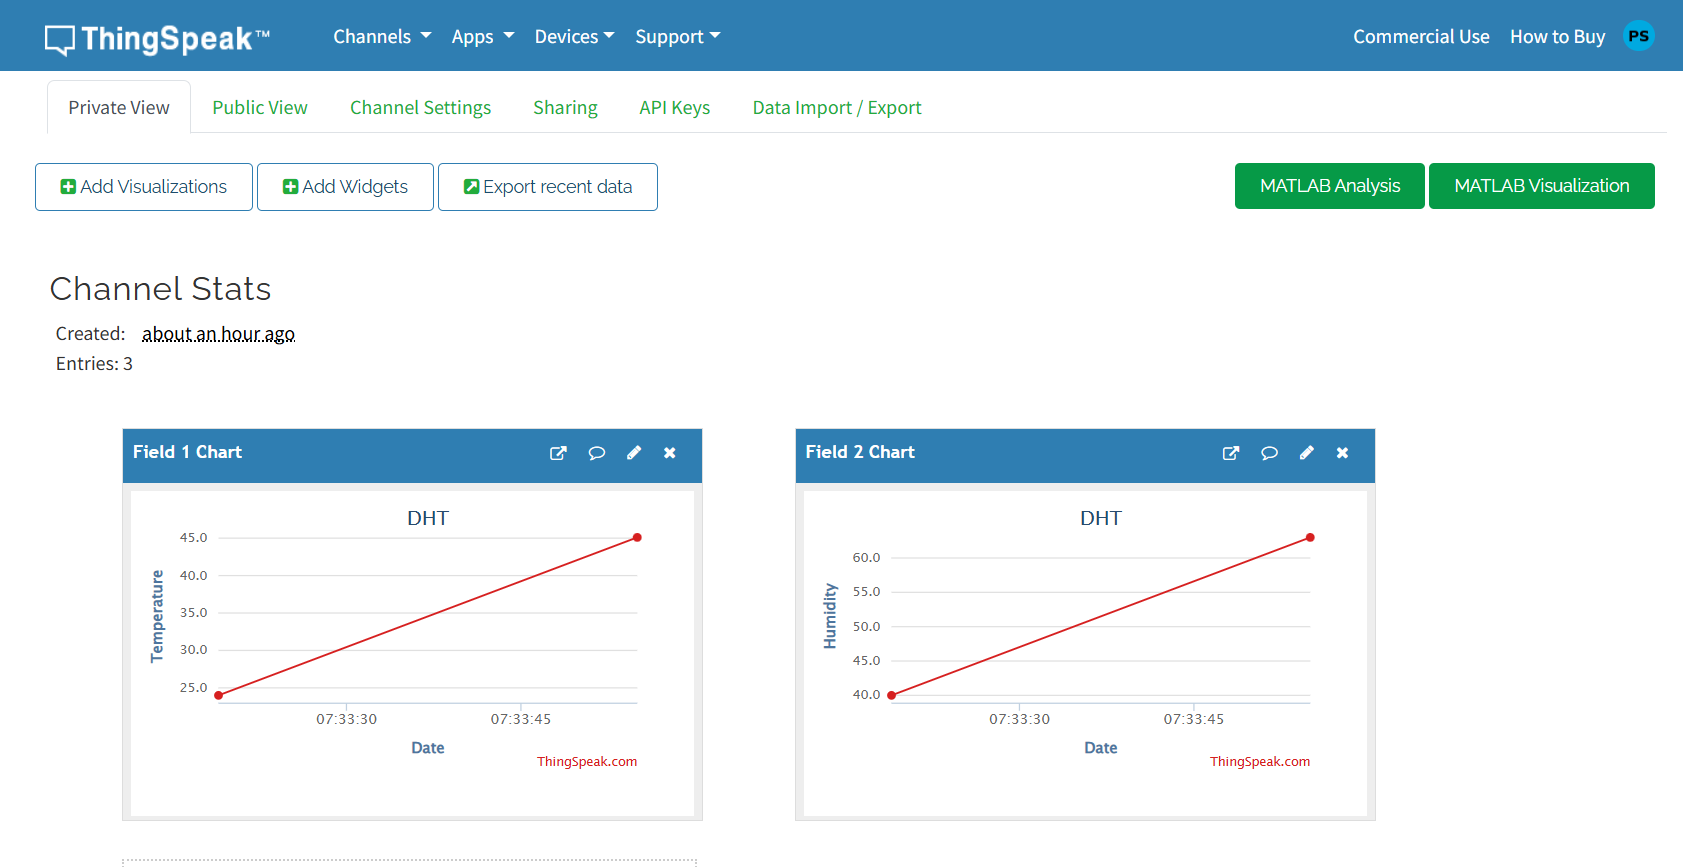 ThingSpeak™ Channels Apps Devices Support Commercial Use How to Buy PS
Private View Public View Channel Settings Sharing API Keys Data Import / Export
Add Visualizations Add Widgets Export recent data MATLAB Analysis MATLAB Visualization
Channel Stats
Created: about an hour ago
Entries: 3
Field 1 Chart
DHT
45.0
40.0
35.0
30.0
25.0
Temperature
07:33:30 07:33:45
Date
ThingSpeak.com
Field 2 Chart
DHT
60.0
55.0
50.0
45.0
40.0
Humidity
07:33:30 07:33:45
Date
ThingSpeak.com